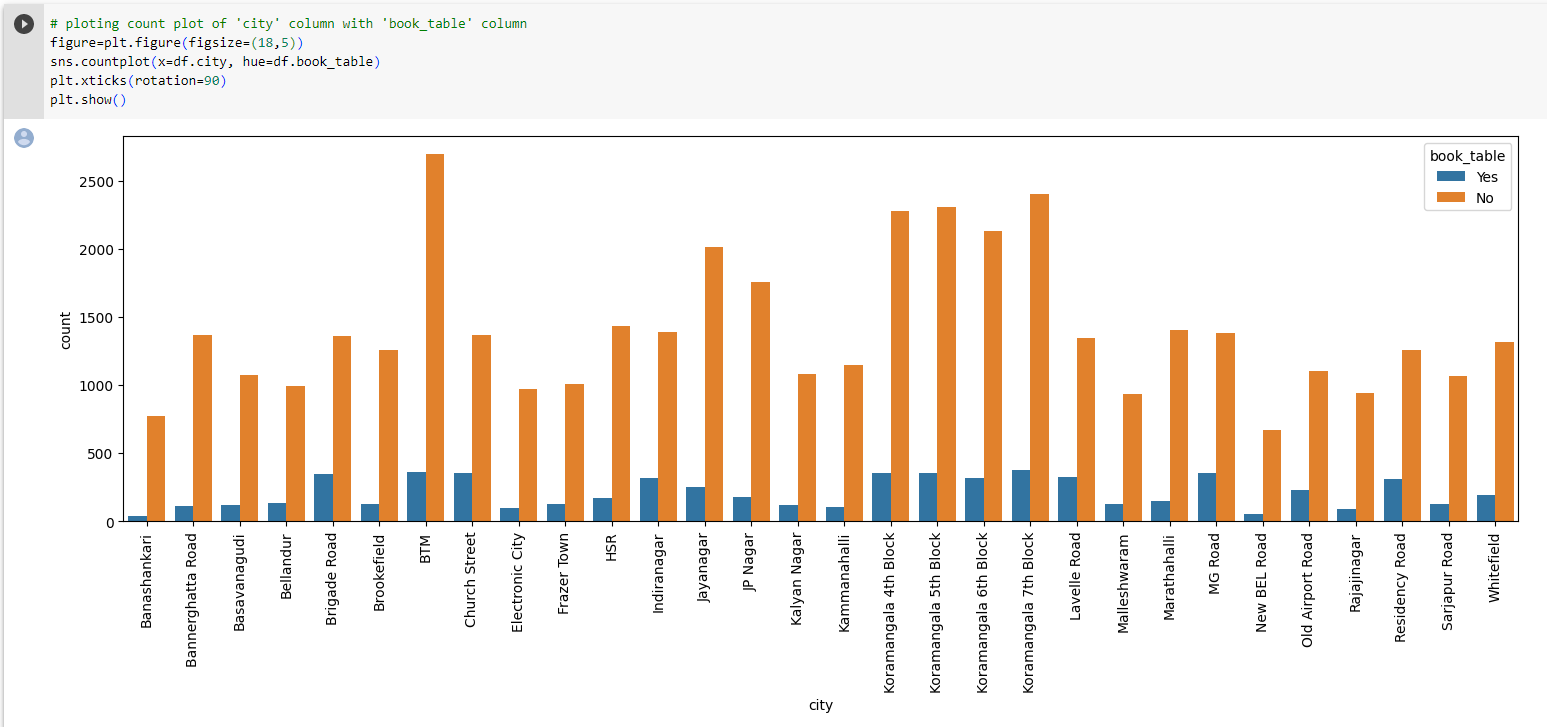 # ploting count plot of 'city' column with 'book_table' column
figure=plt.figure(figsize=(18,5))
sns.countplot(x=df.city, hue=df.book_table)
plt.xticks(rotation=90)
plt.show()
book_table
Yes
No
2500
2000
1500
1000
500
0
count
Banashankari
Bannerghatta Road
Basavanagudi
Bellandur
Brigade Road
Brookefield
BTM
Church Street
Electronic City
Frazer Town
HSR
Indiranagar
Jayanagar
JP Nagar
Kalyan Nagar
Kammanahalli
Koramangala 4th Block
Koramangala 5th Block
Koramangala 6th Block
Koramangala 7th Block
Lavelle Road
Malleshwaram
Marathahalli
MG Road
New BEL Road
Old Airport Road
Rajajinagar
Residency Road
Sarjapur Road
Whitefield
city